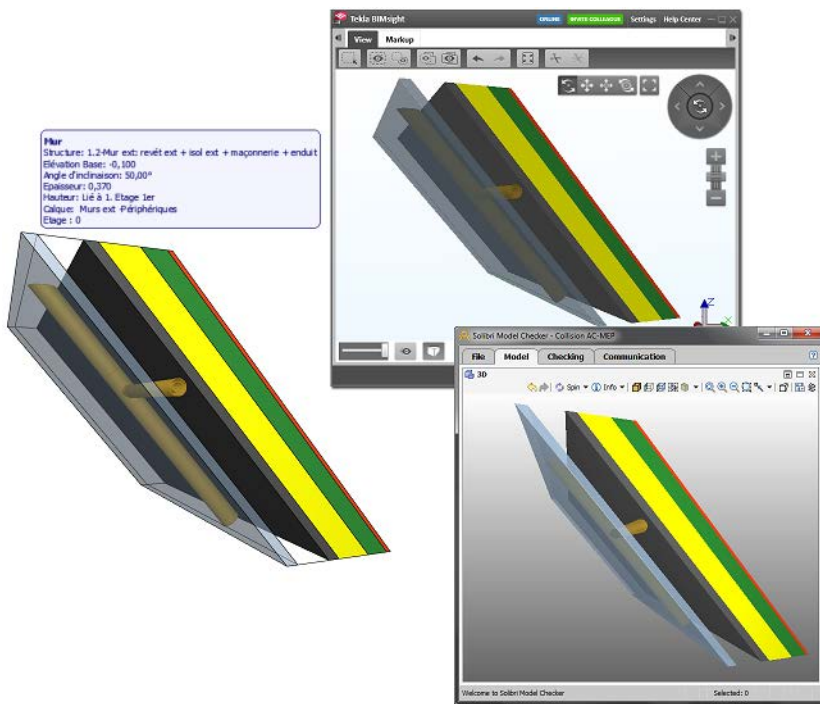 Tekla BIMsight
ONLINE
INVITE COLLEAGUE
Settings
Help Center
View
Markup
Mur
Structure: 1.2-Mur ext: revêt ext + isol ext + maçonnerie + enduit
Elévation Base: -0,100
Angle d'inclinaison: 50,00°
Epaisseur: 0,370
Hauteur: Lié à 1. Etage 1er
Calque: Murs ext -Périphériques
Etage : 0
Z
X
Solibri Model Checker - Collision AC-MEP
File
Model
Checking
Communication
3D
Spin
Info
Welcome to Solibri Model Checker
Selected: 0